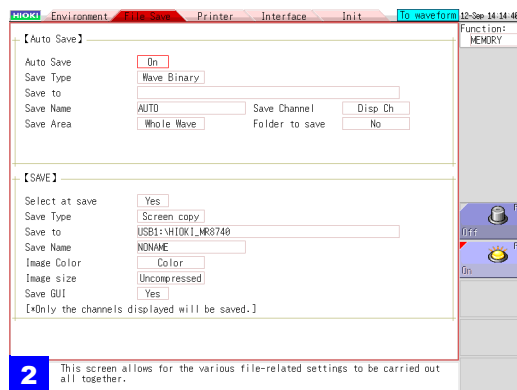 HIOKI Environment File Save Printer Interface Init To waveform 12-Sep 14:14:46
Function:
MEMORY
【Auto Save】
Auto Save On
Save Type Wave Binary
Save to
Save Name AUTO Save Channel Disp Ch
Save Area Whole Wave Folder to save No
【SAVE】
Select at save Yes
Save Type Screen copy
Save to USB1:\HIOKI_MR8740
Save Name NONAME
Image Color Color
Image size Uncompressed
Save GUI Yes
[*Only the channels displayed will be saved.]
Off
On
2 This screen allows for the various file-related settings to be carried out
all together.